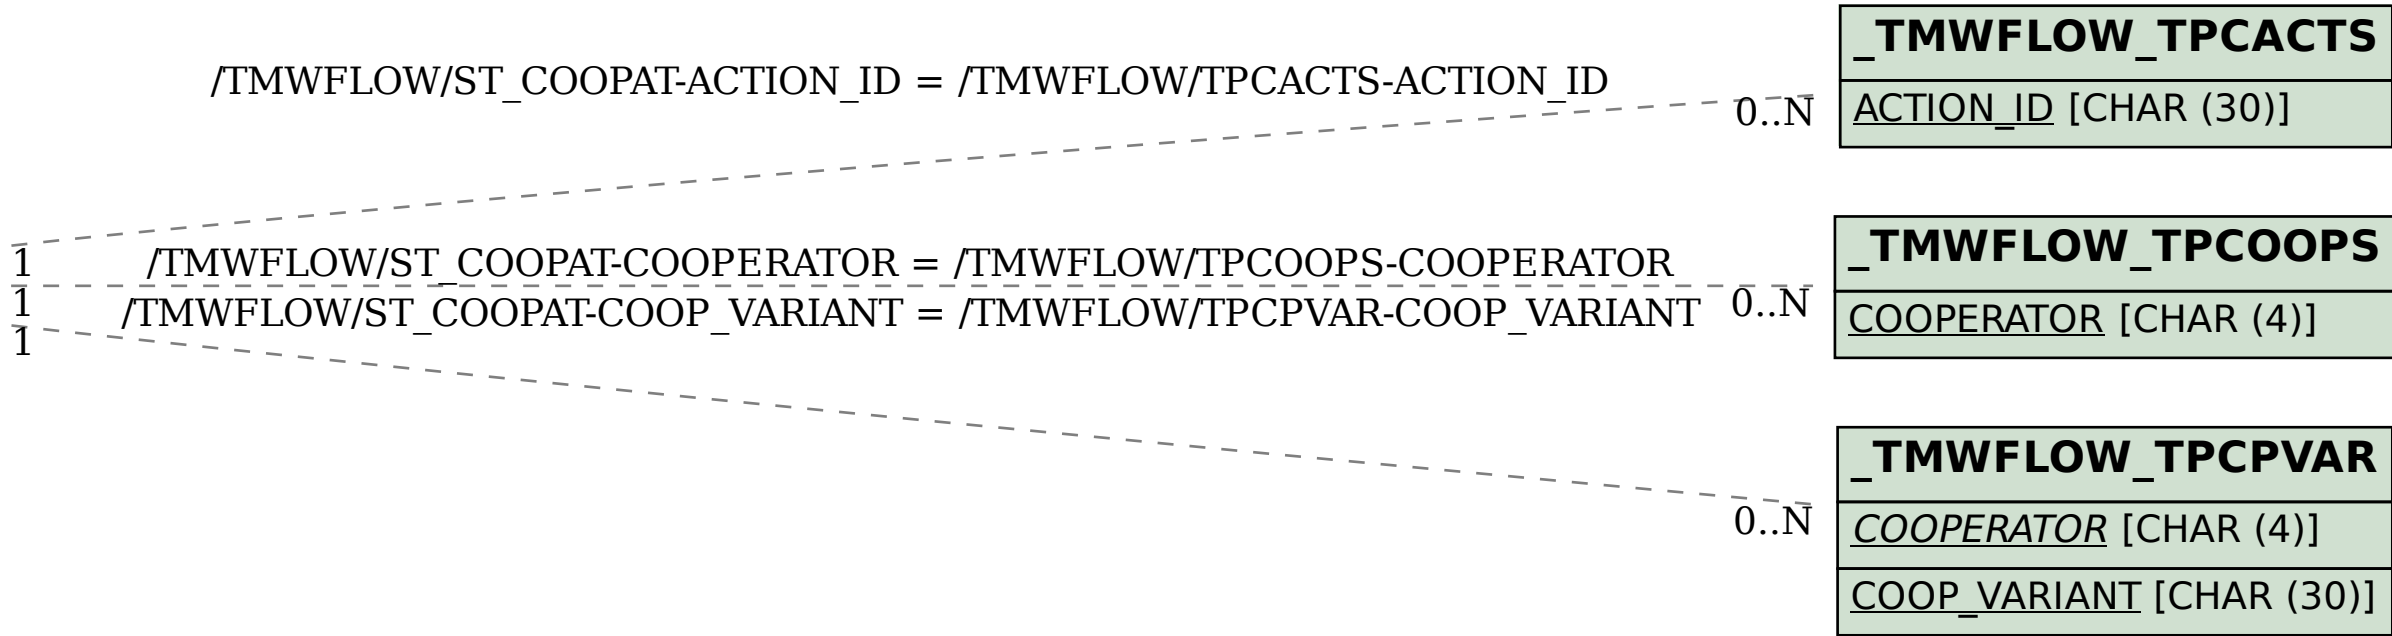 _TMWFLOW_TPCACTS
/TMWFLOW/ST_COOPAT-ACTION_ID = /TMWFLOW/TPCACTS-ACTION_ID
0..N
ACTION_ID [CHAR (30)]
_TMWFLOW_TPCOOPS
1
/TMWFLOW/ST_COOPAT-COOPERATOR = /TMWFLOW/TPCOOPS-COOPERATOR
1
0..N
/TMWFLOW/ST_COOPAT-COOP_VARIANT = /TMWFLOW/TPCPVAR-COOP_VARIANT
COOPERATOR [CHAR (4)]
1
_TMWFLOW_TPCPVAR
0..N
COOPERATOR [CHAR (4)]
COOP_VARIANT [CHAR (30)]